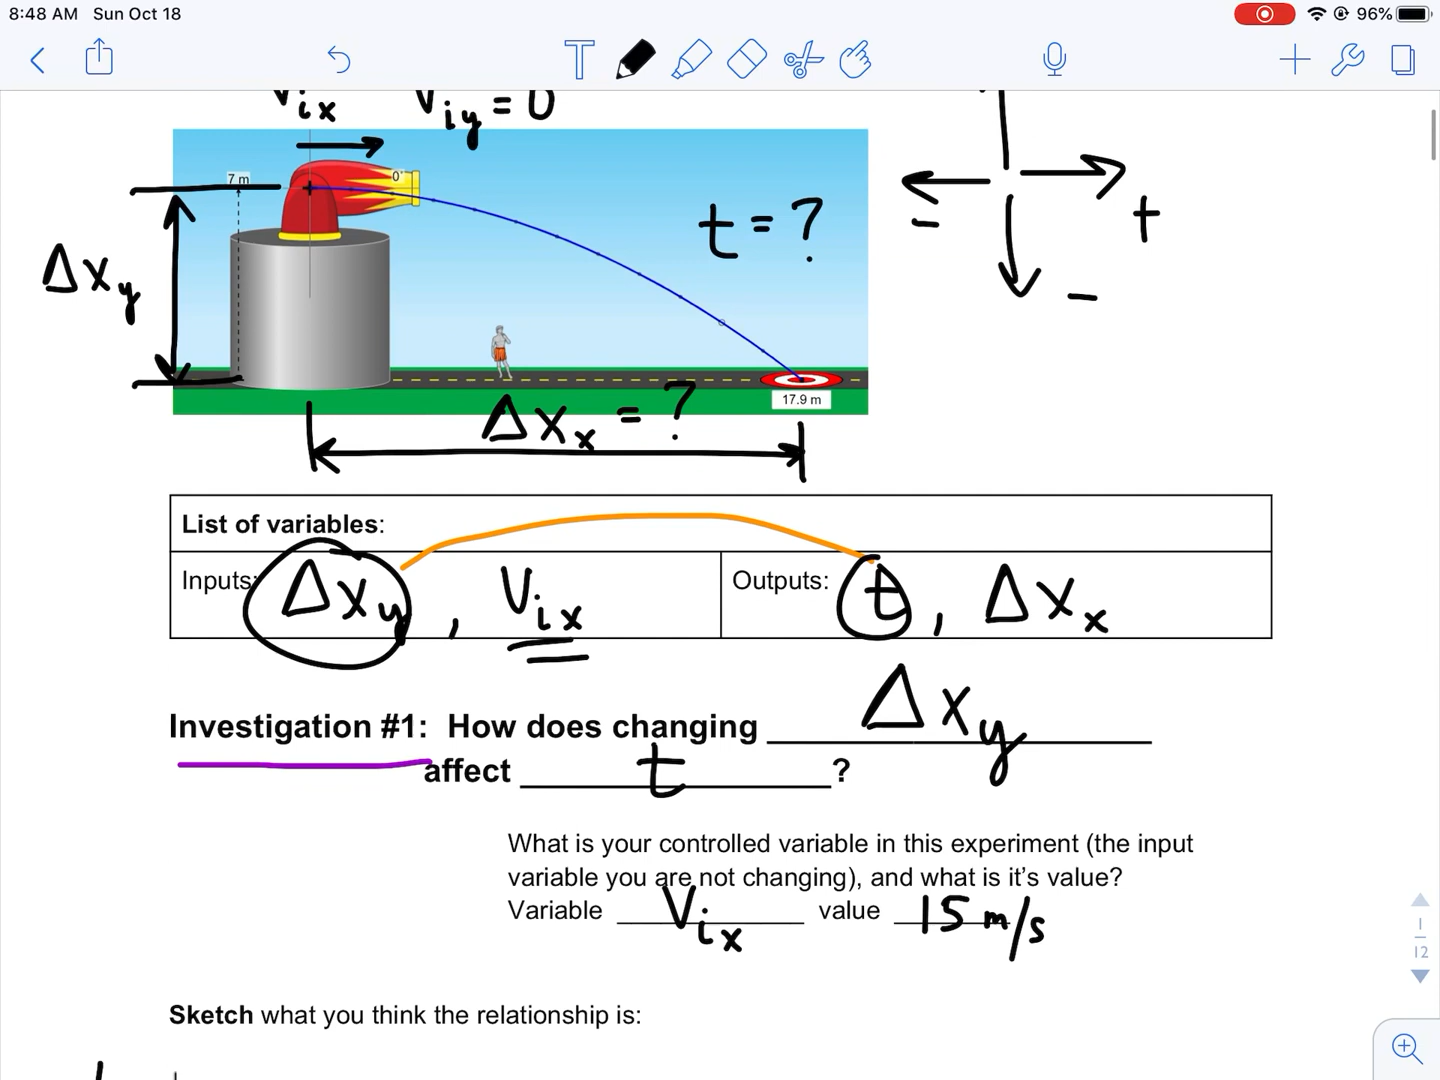 8:48 AM Sun Oct 18 96%
Vix Viy = 0
7 m 0°
t = ?
- +
-
Δxy
17.9 m
Δxx = ?
List of variables:
Inputs: Δxy , Vix Outputs: t , Δxx
Investigation #1: How does changing Δxy
affect t ?
What is your controlled variable in this experiment (the input
variable you are not changing), and what is it's value?
Variable Vix value 15 m/s
1
12
Sketch what you think the relationship is: